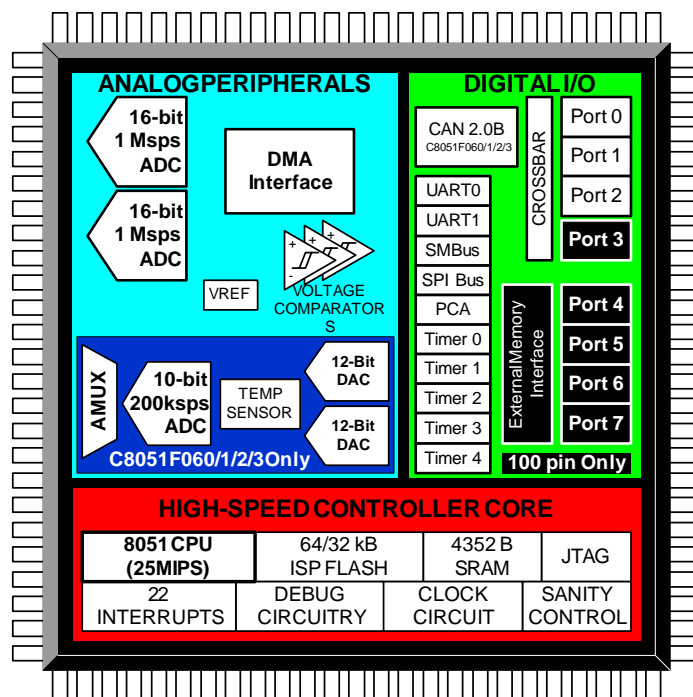 ANALOGPERIPHERALS
16-bit
1 Msps
ADC
16-bit
1 Msps
ADC
DMA
Interface
+
-
+
+
VREF
VOLTAGE
COMPARATOR
S
AMUX
10-bit
200ksps
ADC
TEMP
SENSOR
12-Bit
DAC
12-Bit
DAC
C8051F060/1/2/3Only
DIGITALI/O
CAN 2.0B
C8051F060/1/2/3
UART0
UART1
SMBus
SPI Bus
PCA
Timer 0
Timer 1
Timer 2
Timer 3
Timer 4
CROSSBAR
Port 0
Port 1
Port 2
Port 3
ExternalMemory
Interface
Port 4
Port 5
Port 6
Port 7
100 pin Only
HIGH-SPEEDCONTROLLERCORE
8051CPU
(25MIPS)
64/32 kB
ISP FLASH
4352 B
SRAM
JTAG
22
INTERRUPTS
DEBUG
CIRCUITRY
CLOCK
CIRCUIT
SANITY
CONTROL